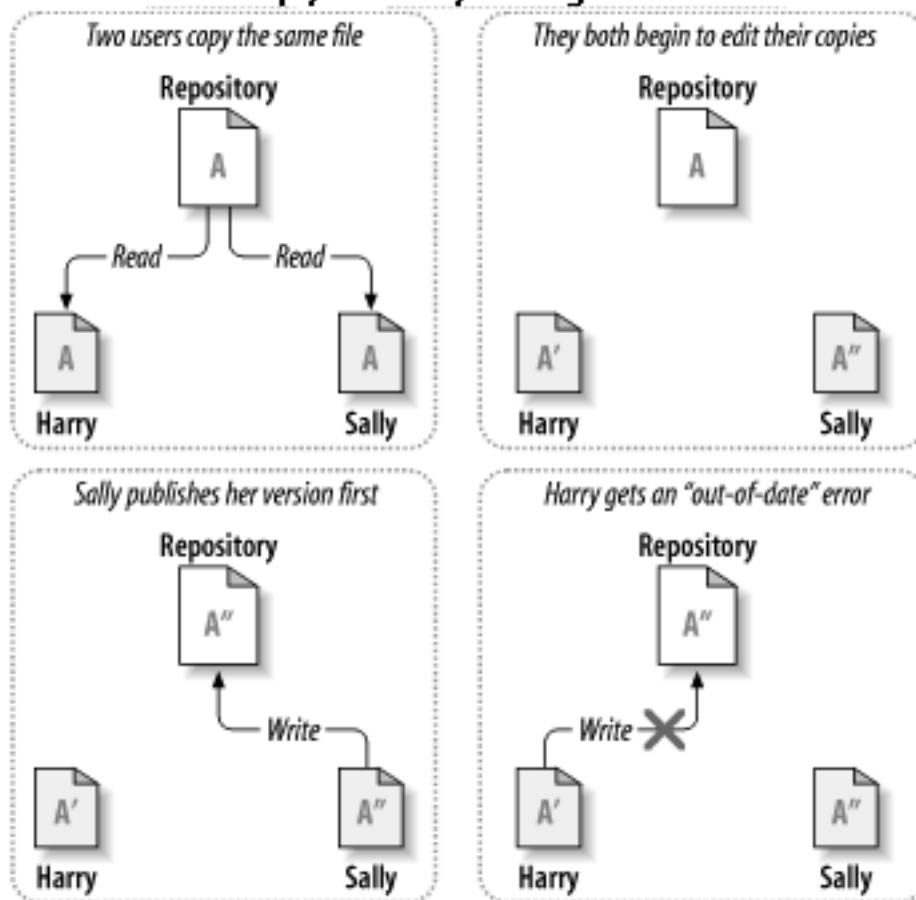 Two users copy the same file
Repository
A
Read Read
A A
Harry Sally
They both begin to edit their copies
Repository
A
A′ A″
Harry Sally
Sally publishes her version first
Repository
A″
Write
A′ A″
Harry Sally
Harry gets an “out-of-date” error
Repository
A″
Write
A′ A″
Harry Sally